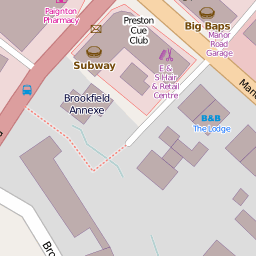 Paignton
Pharmacy
Preston
Cue
Club
Big Baps
Manor
Road
Garage
Subway
E &
S Hair
& Retail
Centre
Brookfield
Annexe
B&B
The Lodge